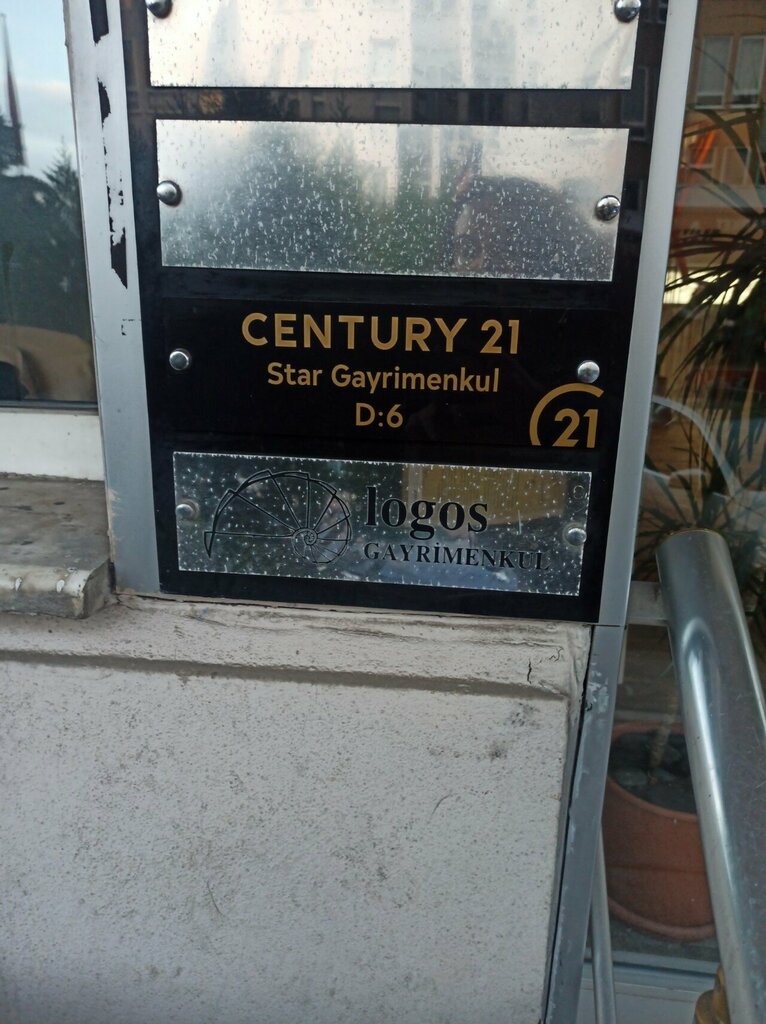 CENTURY 21
Star Gayrimenkul
D:6
21
logos
GAYRİMENKUL